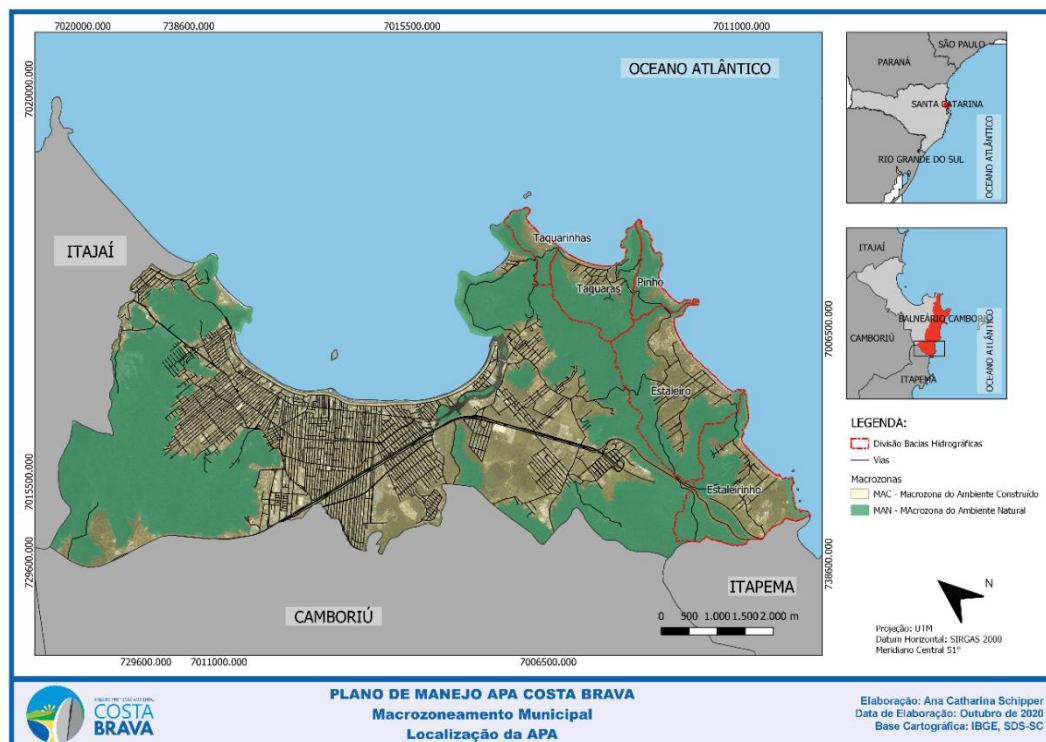 7020000.000
738600.000
7015500.000
7011000.000
7020000.000
OCEANO ATLÂNTICO
ITAJAÍ
Taquarinhas
Taquaras
Pinho
7006500.000
Estaleiro
7015500.000
Estaleirinho
729600.000
738600.000
CAMBORIÚ
ITAPEMA
0 500 1.000 1.500 2.000 m
729600.000
7011000.000
7006500.000
SÃO PAULO
PARANÁ
SANTA CATARINA
RIO GRANDE DO SUL
OCEANO ATLÂNTICO
ITAJAÍ
BALNEÁRIO CAMBORIÚ
CAMBORIÚ
ITAPEMA
OCEANO ATLÂNTICO
LEGENDA:
Divisão Bacias Hidrográficas
Vias
Macrozonas
MAC - Macrozona do Ambiente Construído
MAN - MAcrozona do Ambiente Natural
N
Projeção: UTM
Datum Horizontal: SIRGAS 2000
Meridiano Central 51°
COSTA
BRAVA
PLANO DE MANEJO APA COSTA BRAVA
Macrozoneamento Municipal
Localização da APA
Elaboração: Ana Catharina Schipper
Data de Elaboração: Outubro de 2020
Base Cartográfica: IBGE, SDS-SC